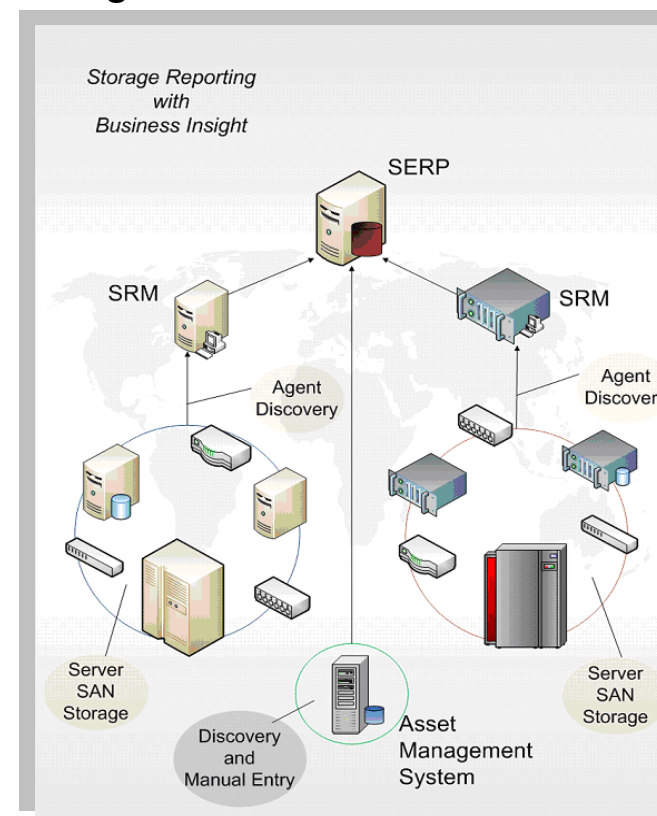 Storage Reporting
with
Business Insight
SERP
SRM
SRM
Agent
Discovery
Agent
Discover
Server
SAN
Storage
Server
SAN
Storage
Discovery
and
Manual Entry
Asset
Management
System